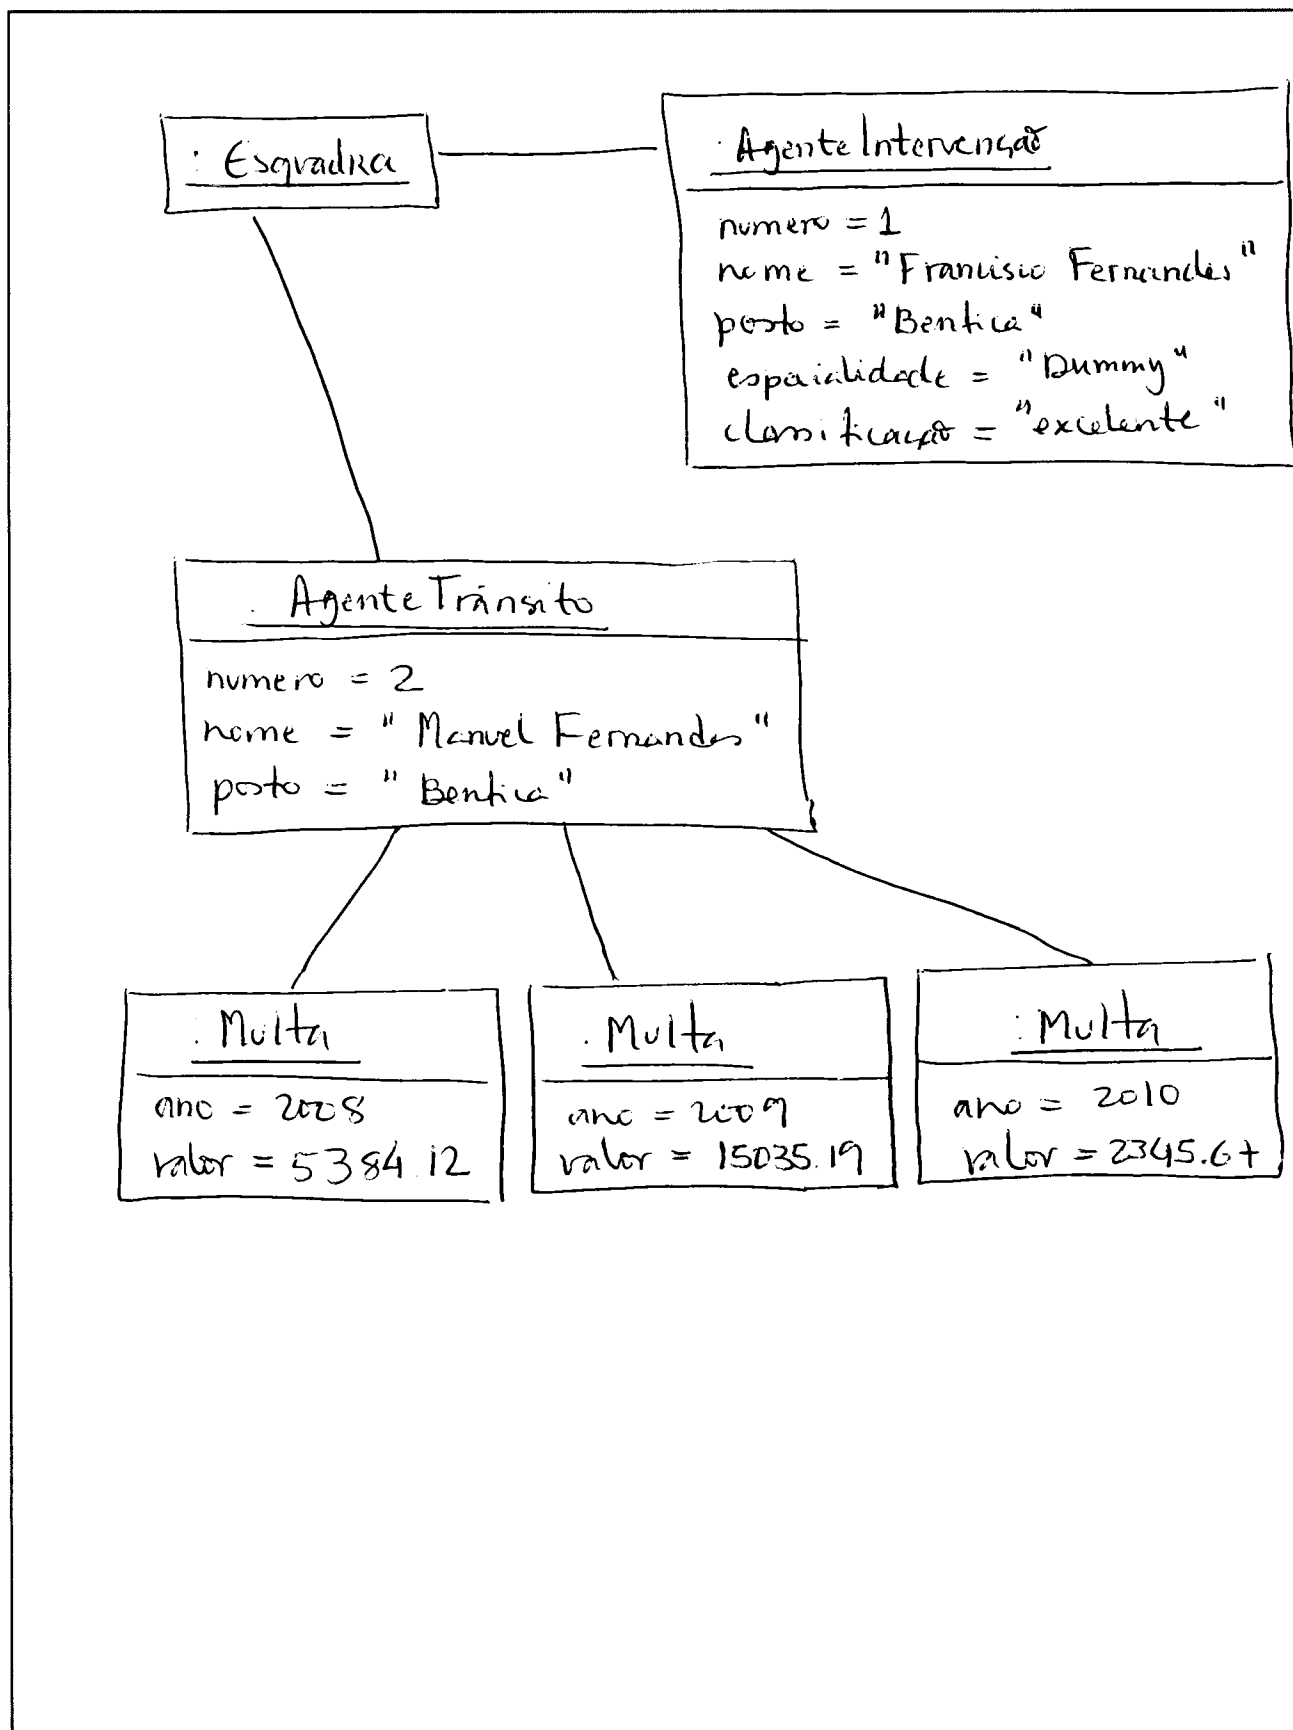 : Esquadra
: AgenteIntervenção
numero = 1
nome = "Francisco Fernandes"
posto = "Benfica"
especialidade = "Dummy"
classificação = "excelente"
: AgenteTrânsito
numero = 2
nome = "Manuel Fernandes"
posto = "Benfica"
: Multa
ano = 2008
valor = 5384.12
: Multa
ano = 2009
valor = 15035.19
: Multa
ano = 2010
valor = 2345.67